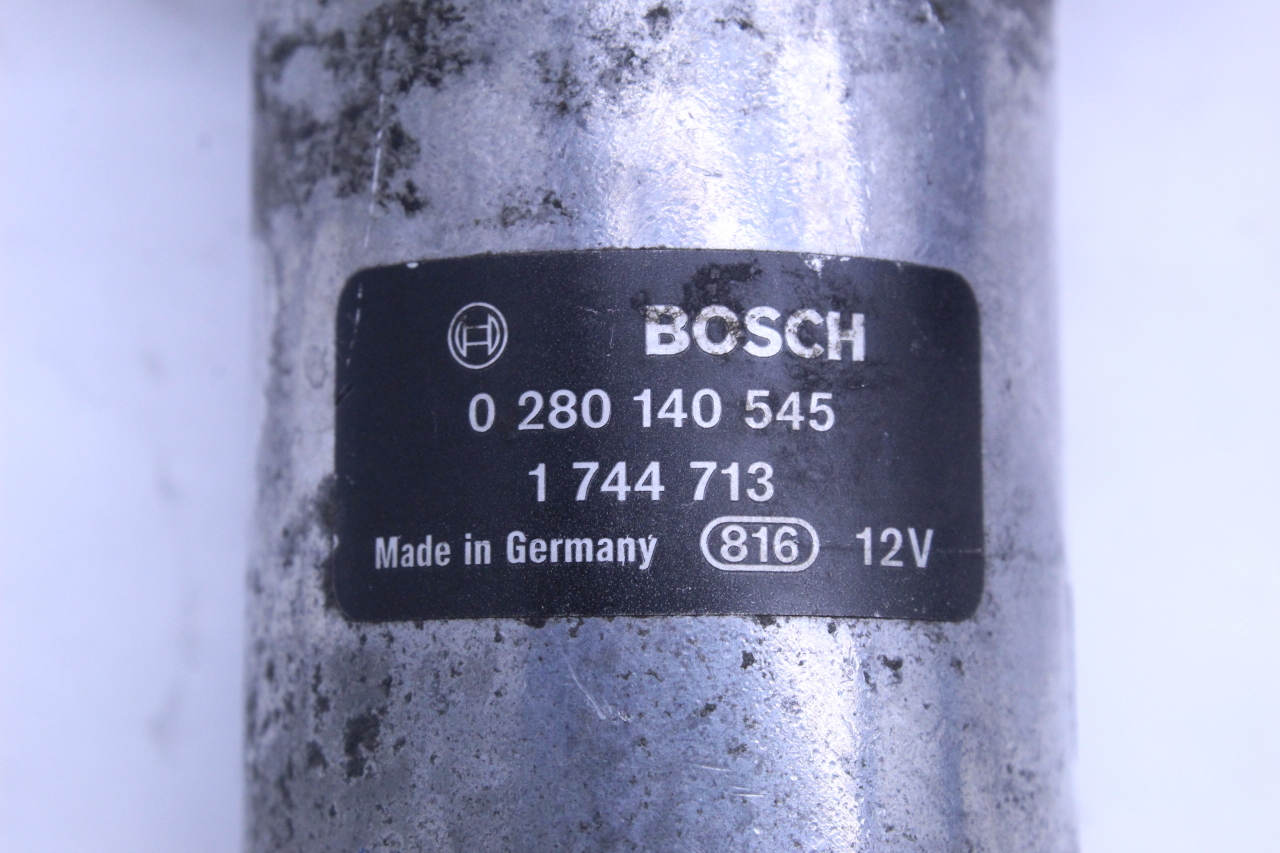 BOSCH
0 280 140 545
1 744 713
Made in Germany 816 12V